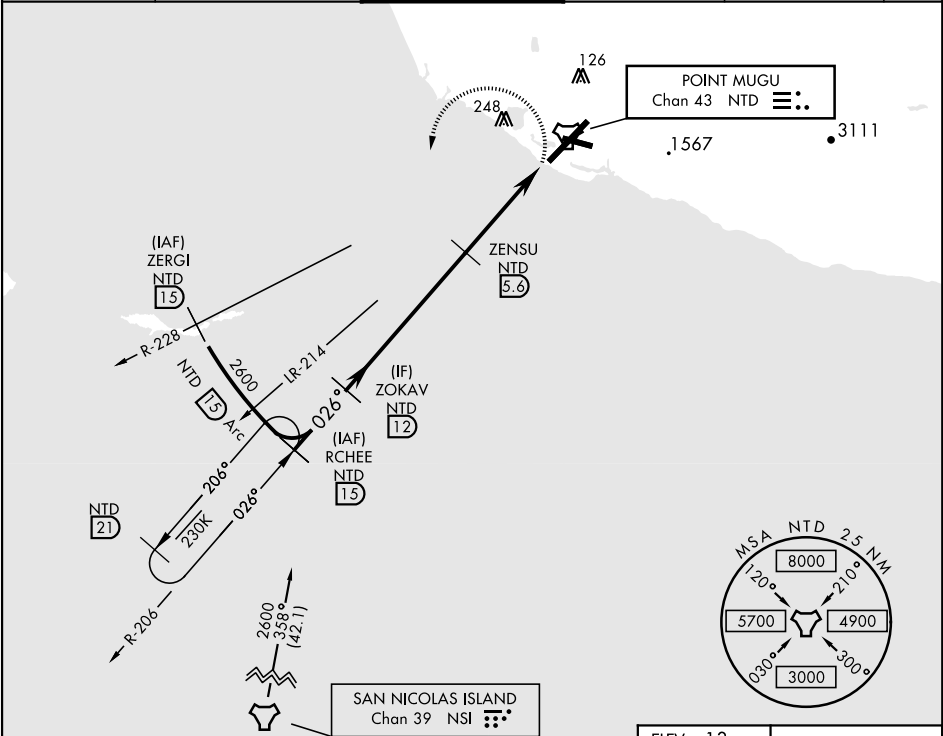 126
248
POINT MUGU
Chan 43 NTD
1567
3111
(IAF)
ZERGI
NTD
15
ZENSU
NTD
5.6
R-228
2600
LR-214
NTD 15 Arc
026°
(IF)
ZOKAV
NTD
12
(IAF)
RCHEE
NTD
15
206°
026°
230K
NTD
21
R-206
2600
358°
(42.1)
SAN NICOLAS ISLAND
Chan 39 NSI
MSA NTD 25 NM
8000
120°
210°
5700
4900
030°
300°
3000
ELEV 12